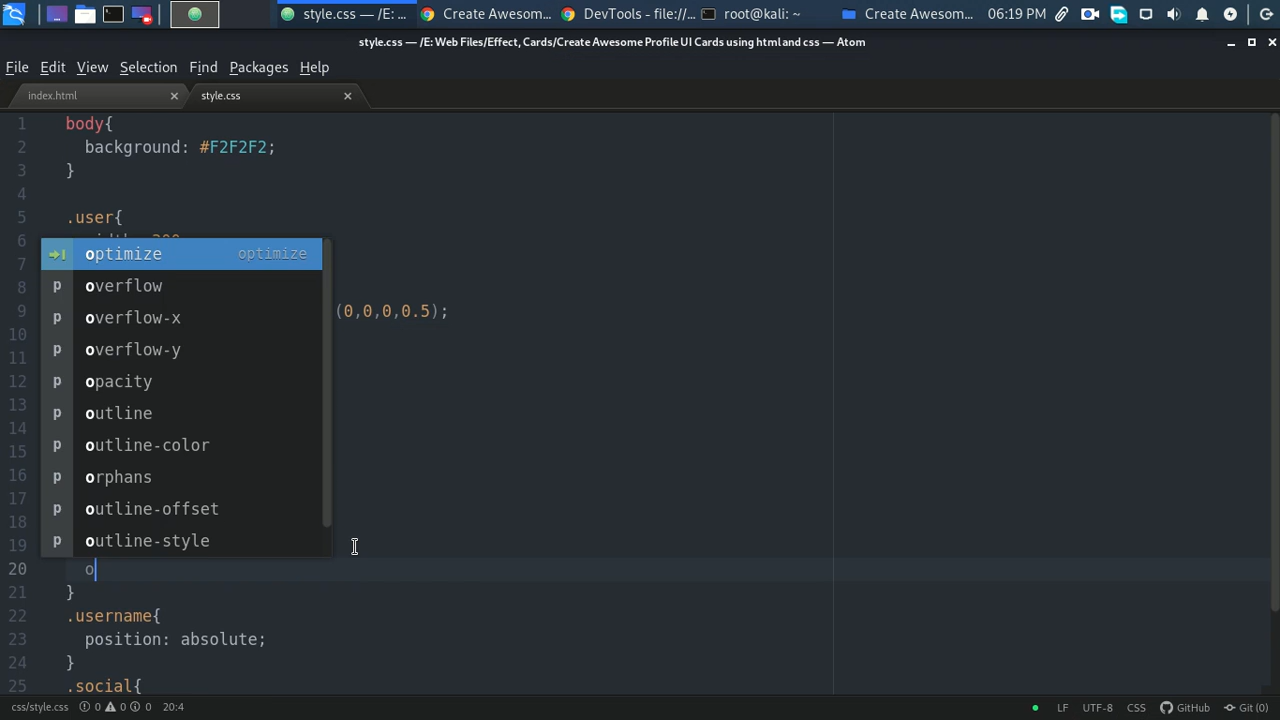 style.css — /E: ...
Create Awesom...
DevTools - file://...
root@kali: ~
Create Awesom...
06:19 PM
style.css — /E: Web Files/Effect, Cards/Create Awesome Profile UI Cards using html and css — Atom
File Edit View Selection Find Packages Help
index.html
style.css
1 body{
2 background: #F2F2F2;
3 }
4
5 .user{
6
7
8
9 (0,0,0,0.5);
10
11
12
13
14
15
16
17
18
19
20 o
21 }
22 .username{
23 position: absolute;
24 }
25 .social{
optimize optimize
p overflow
p overflow-x
p overflow-y
p opacity
p outline
p outline-color
p orphans
p outline-offset
p outline-style
css/style.css 0 0 0 20:4
LF UTF-8 CSS GitHub Git (0)